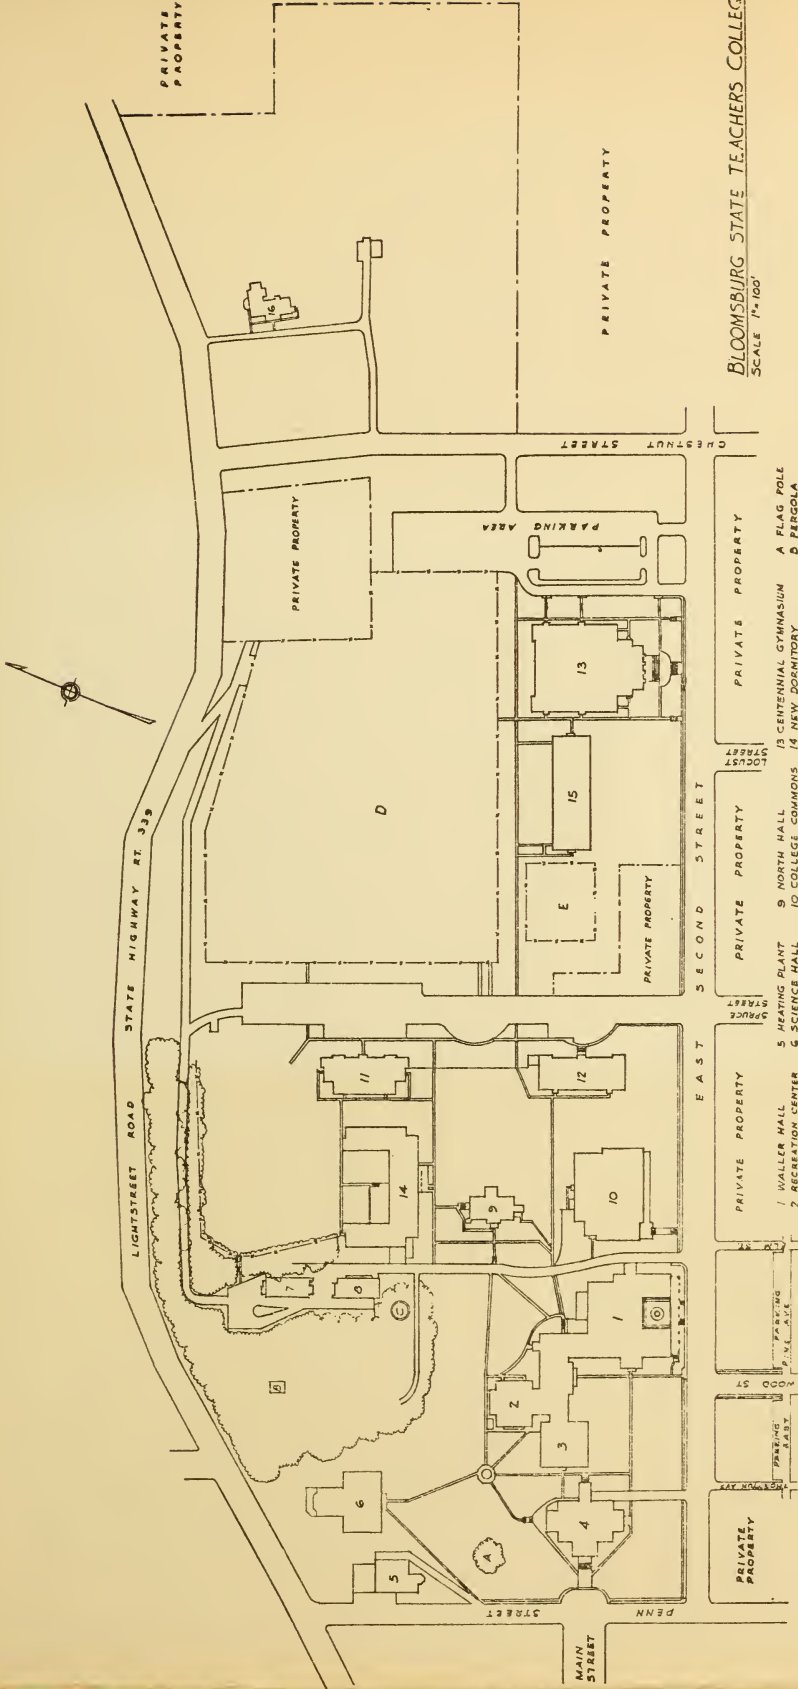 PRIVATE
PROPERTY
16
PRIVATE PROPERTY
BLOOMSBURG STATE TEACHERS COLLEG
SCALE 1"=100'
CHESTNUT STREET
PRIVATE PROPERTY
PARKING AREA
13
PRIVATE PROPERTY
LOCUST
STREET
D
15
E
PRIVATE PROPERTY
PRIVATE PROPERTY
LIGHTSTREET ROAD STATE HIGHWAY RT. 339
EAST SECOND STREET
SPRUCE
STREET
11
12
14
9
10
PRIVATE PROPERTY
7
8
C
B
1
2
3
4
5
6
A
PARKING
PINE AVE
WOOD ST
PARKING
EAST
PENN STREET
MAIN
STREET
PRIVATE
PROPERTY
1 WALLER HALL
2 RECREATION CENTER
5 HEATING PLANT
6 SCIENCE HALL
9 NORTH HALL
10 COLLEGE COMMONS
13 CENTENNIAL GYMNASIUM
14 NEW DORMITORY
A FLAG POLE
B PERGOLA